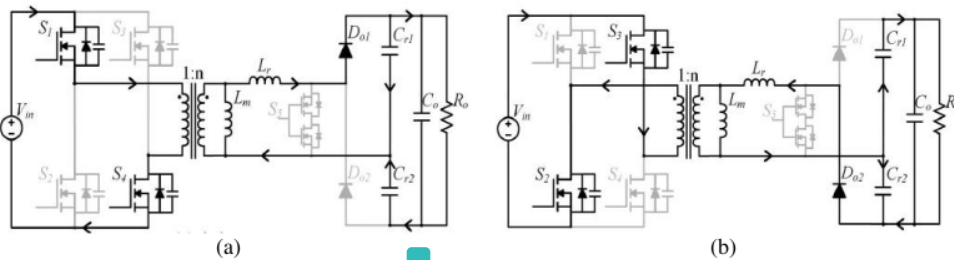 S1 S3 Do1 Cr1
1:n Lr
Vin Lm S5 Co Ro
S2 S4 Do2 Cr2
(a)
S1 S3 Do1 Cr1
1:n Lr
Vin Lm S5 Co R
S2 S4 Do2 Cr2
(b)